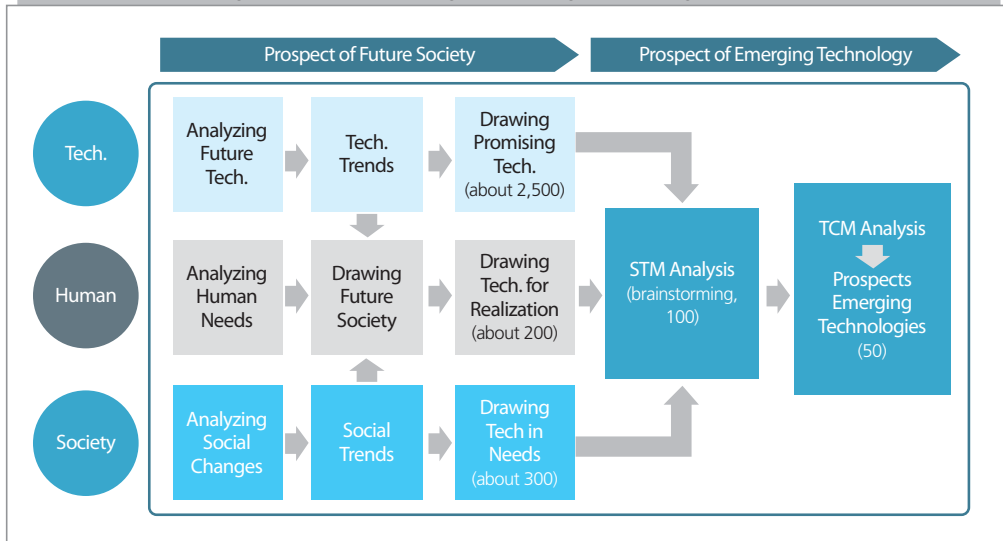 Prospect of Future Society
Prospect of Emerging Technology
Tech.
Analyzing
Future
Tech.
Tech.
Trends
Drawing
Promising
Tech.
(about 2,500)
Human
Analyzing
Human
Needs
Drawing
Future
Society
Drawing
Tech. for
Realization
(about 200)
Society
Analyzing
Social
Changes
Social
Trends
Drawing
Tech in
Needs
(about 300)
STM Analysis
(brainstorming,
100)
TCM Analysis
Prospects
Emerging
Technologies
(50)